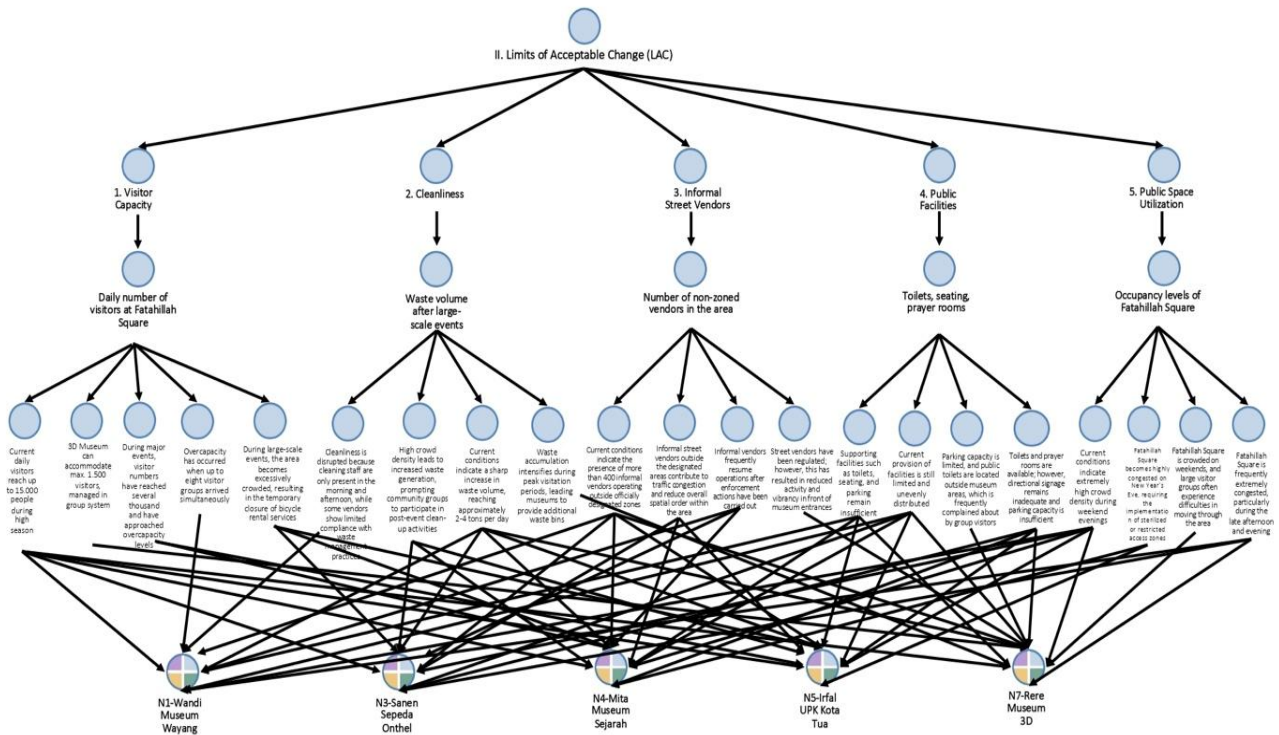 II. Limits of Acceptable Change (LAC)
1. Visitor
Capacity
2. Cleanliness
3. Informal
Street Vendors
4. Public
Facilities
5. Public Space
Utilization
Daily number of
visitors at Fatahillah
Square
Waste volume
after large-
scale events
Number of non-zoned
vendors in the area
Toilets, seating,
prayer rooms
Occupancy levels of
Fatahillah Square
Current
daily
visitors
reach up to
15.000
people
during
high
season
3D Museum
can
accommodate
max. 1.500
visitors,
managed in
group system
During major
events,
visitor
numbers have
reached
several
thousand
and have
approached
overcapacity
levels
Overcapacity
has occurred
when up to
eight visitor
groups arrived
simultaneously
During large-scale
events, the area
becomes
excessively
crowded, resulting
in the temporary
closure of bicycle
rental services
Cleanliness is
disrupted because
cleaning staff are
only present in the
morning and
afternoon, while
some vendors
show limited
compliance with
waste
management
practices
High crowd
density leads to
increased waste
generation,
prompting
community groups
to participate in
post-event clean-
up activities
Current
conditions
indicate a sharp
increase in
waste volume,
reaching
approximately
2-4 tons per day
Waste
accumulation
intensifies during
peak visitation
periods, leading
museums to
provide additional
waste bins
Current conditions
indicate the
presence of more
than 400 informal
vendors operating
outside officially
designated zones
Informal street
vendors outside
the designated
areas contribute to
traffic congestion
and reduce overall
spatial order within
the area
Informal vendors
frequently
resume
operations after
enforcement
actions have been
carried out
Street vendors have
been regulated;
however, this has
resulted in reduced
activity and
vibrancy in front of
museum entrances
Supporting
facilities such
as toilets,
seating, and
parking
remain
insufficient
Current
provision of
facilities is still
limited and
unevenly
distributed
Parking capacity is
limited, and public
toilets are located
outside museum
areas, which is
frequently
complained about
by group visitors
Toilets and prayer
rooms are
available; however,
directional signage
remains
inadequate and
parking capacity is
insufficient
Current
conditions
indicate
extremely
high crowd
density during
weekend
evenings
Fatahillah
Square
becomes highly
congested on
New Year's
Eve, requiring
the
implementatio
n of sterilized
or restricted
access zones
Fatahillah Square
is crowded on
weekends, and
large visitor
groups often
experience
difficulties in
moving through
the area
Fatahillah
Square is
frequently
extremely
congested,
particularly
during the
late afternoon
and evening
N1-Wandi
Museum
Wayang
N3-Sanen
Sepeda
Onthel
N4-Mita
Museum
Sejarah
N5-Irfal
UPK Kota
Tua
N7-Rere
Museum
3D